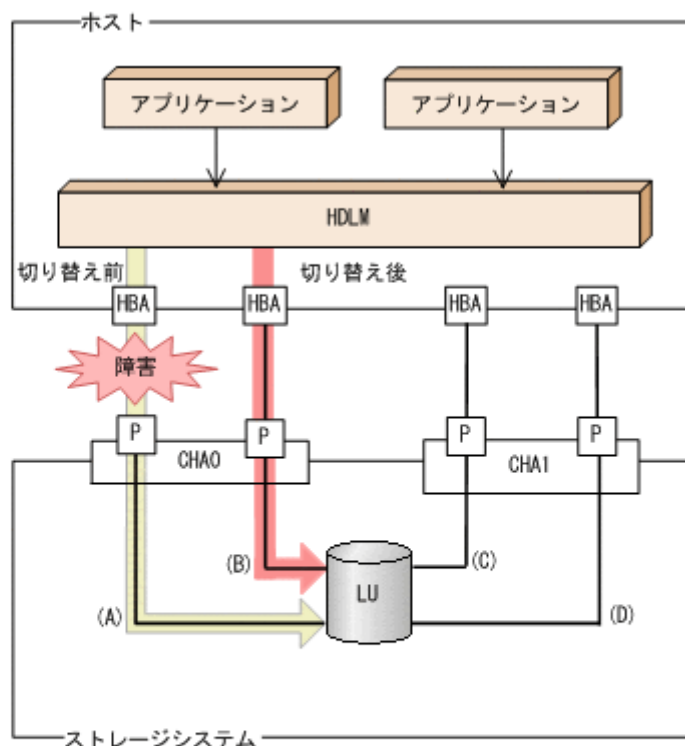 ホスト
アプリケーション
アプリケーション
HDLM
切り替え前
切り替え後
HBA
HBA
HBA
HBA
障害
P
P
P
P
CHA0
CHA1
(B)
(C)
LU
(A)
(D)
ストレージシステム